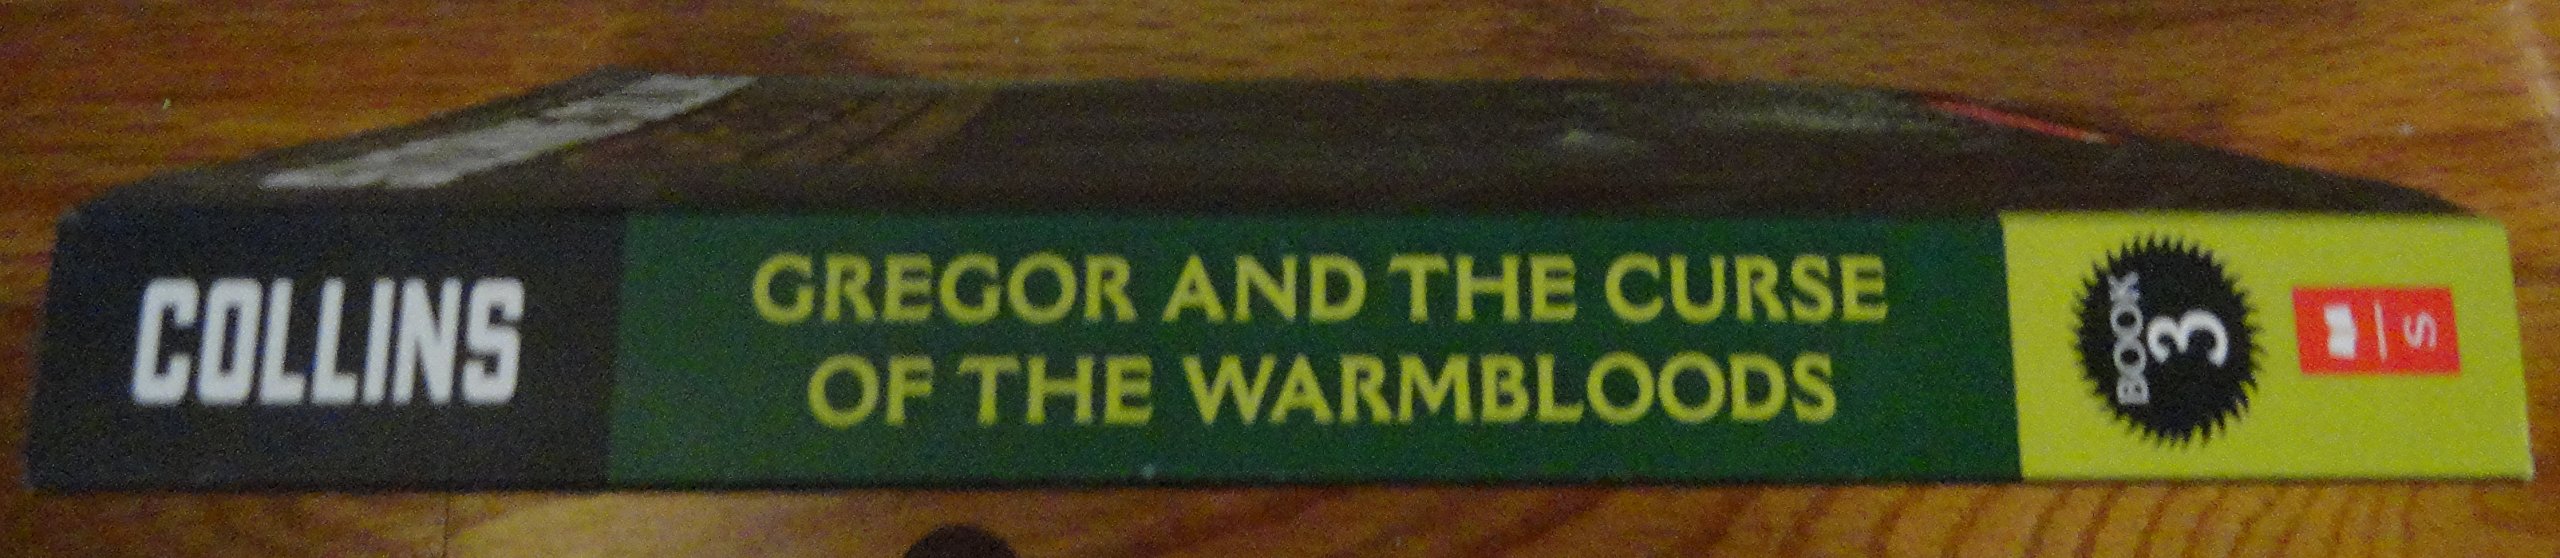 COLLINS
GREGOR AND THE CURSE
OF THE WARMBLOODS
BOOK
3
S